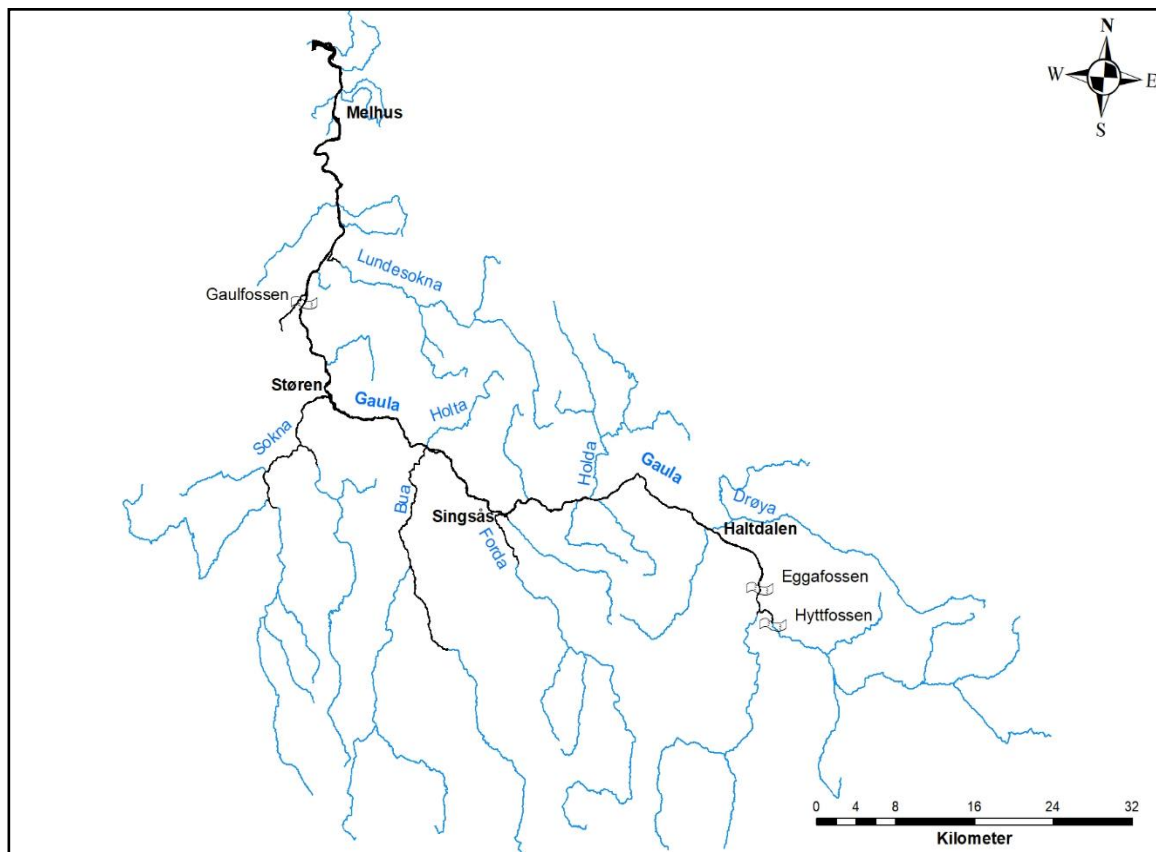 N
W
E
S
Melhus
Lundesokna
Gaulfossen
Støren
Gaula
Holta
Sokna
Holda
Gaula
Bua
Drøya
Singsås
Haltdalen
Forda
Eggafossen
Hyttfossen
0 4 8 16 24 32
Kilometer